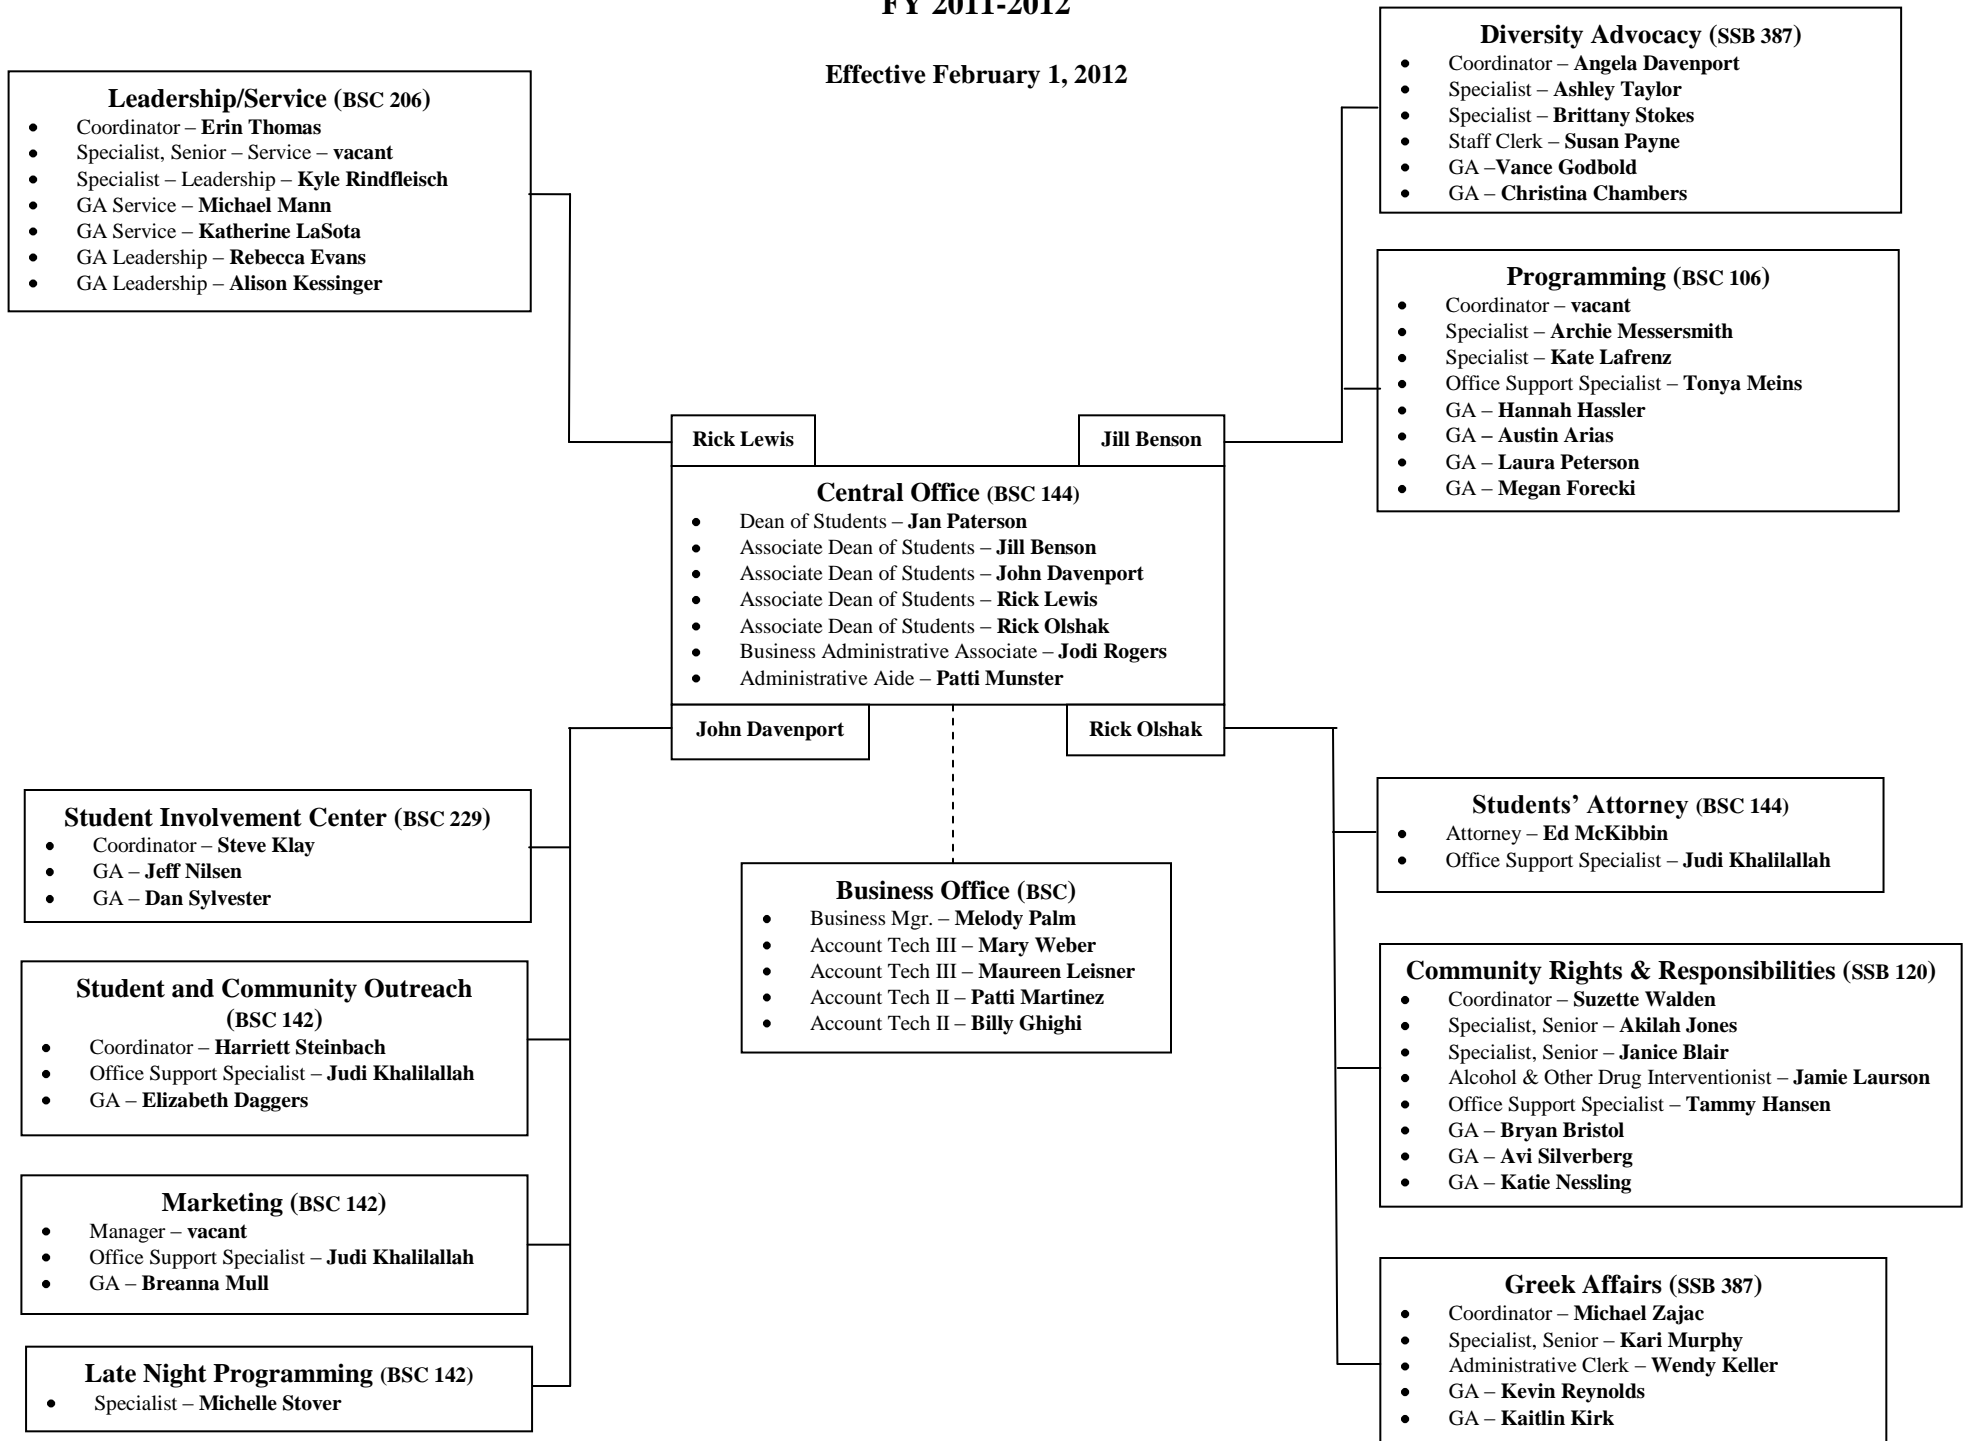 FY 2011-2012
Effective February 1, 2012
Leadership/Service (BSC 206)
• Coordinator – Erin Thomas
• Specialist, Senior – Service – vacant
• Specialist – Leadership – Kyle Rindfleisch
• GA Service – Michael Mann
• GA Service – Katherine LaSota
• GA Leadership – Rebecca Evans
• GA Leadership – Alison Kessinger
Diversity Advocacy (SSB 387)
• Coordinator – Angela Davenport
• Specialist – Ashley Taylor
• Specialist – Brittany Stokes
• Staff Clerk – Susan Payne
• GA –Vance Godbold
• GA – Christina Chambers
Programming (BSC 106)
• Coordinator – vacant
• Specialist – Archie Messersmith
• Specialist – Kate Lafrenz
• Office Support Specialist – Tonya Meins
• GA – Hannah Hassler
• GA – Austin Arias
• GA – Laura Peterson
• GA – Megan Forecki
Rick Lewis
Jill Benson
Central Office (BSC 144)
• Dean of Students – Jan Paterson
• Associate Dean of Students – Jill Benson
• Associate Dean of Students – John Davenport
• Associate Dean of Students – Rick Lewis
• Associate Dean of Students – Rick Olshak
• Business Administrative Associate – Jodi Rogers
• Administrative Aide – Patti Munster
John Davenport
Rick Olshak
Student Involvement Center (BSC 229)
• Coordinator – Steve Klay
• GA – Jeff Nilsen
• GA – Dan Sylvester
Student and Community Outreach
(BSC 142)
• Coordinator – Harriett Steinbach
• Office Support Specialist – Judi Khalilallah
• GA – Elizabeth Daggers
Marketing (BSC 142)
• Manager – vacant
• Office Support Specialist – Judi Khalilallah
• GA – Breanna Mull
Late Night Programming (BSC 142)
• Specialist – Michelle Stover
Business Office (BSC)
• Business Mgr. – Melody Palm
• Account Tech III – Mary Weber
• Account Tech III – Maureen Leisner
• Account Tech II – Patti Martinez
• Account Tech II – Billy Ghighi
Students’ Attorney (BSC 144)
• Attorney – Ed McKibbin
• Office Support Specialist – Judi Khalilallah
Community Rights & Responsibilities (SSB 120)
• Coordinator – Suzette Walden
• Specialist, Senior – Akilah Jones
• Specialist, Senior – Janice Blair
• Alcohol & Other Drug Interventionist – Jamie Laurson
• Office Support Specialist – Tammy Hansen
• GA – Bryan Bristol
• GA – Avi Silverberg
• GA – Katie Nessling
Greek Affairs (SSB 387)
• Coordinator – Michael Zajac
• Specialist, Senior – Kari Murphy
• Administrative Clerk – Wendy Keller
• GA – Kevin Reynolds
• GA – Kaitlin Kirk